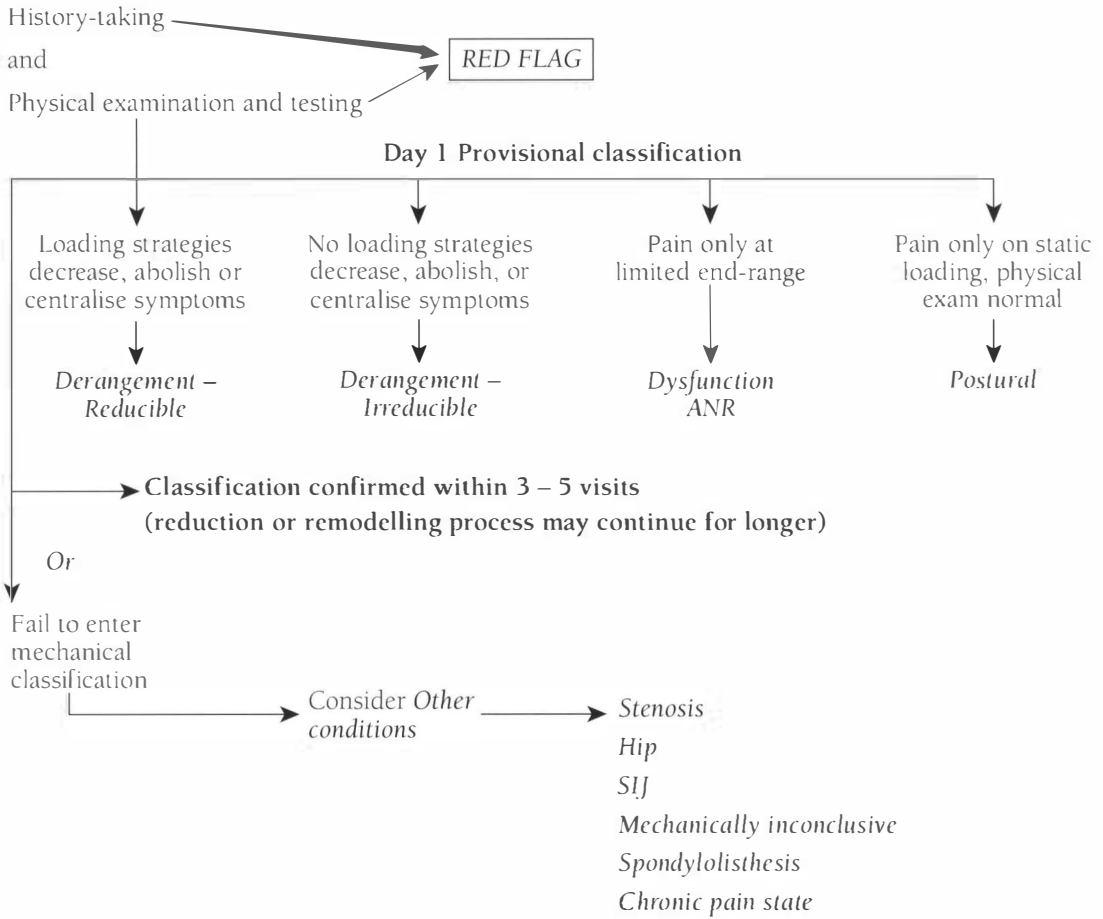 History-taking
and
RED FLAG
Physical examination and testing
Day 1 Provisional classification
Loading strategies
decrease, abolish or
centralise symptoms
Derangement –
Reducible
No loading strategies
decrease, abolish, or
centralise symptoms
Derangement –
Irreducible
Pain only at
limited end-range
Dysfunction
ANR
Pain only on static
loading, physical
exam normal
Postural
Classification confirmed within 3 – 5 visits
(reduction or remodelling process may continue for longer)
Or
Fail to enter
mechanical
classification
Consider Other
conditions
Stenosis
Hip
SIJ
Mechanically inconclusive
Spondylolisthesis
Chronic pain state